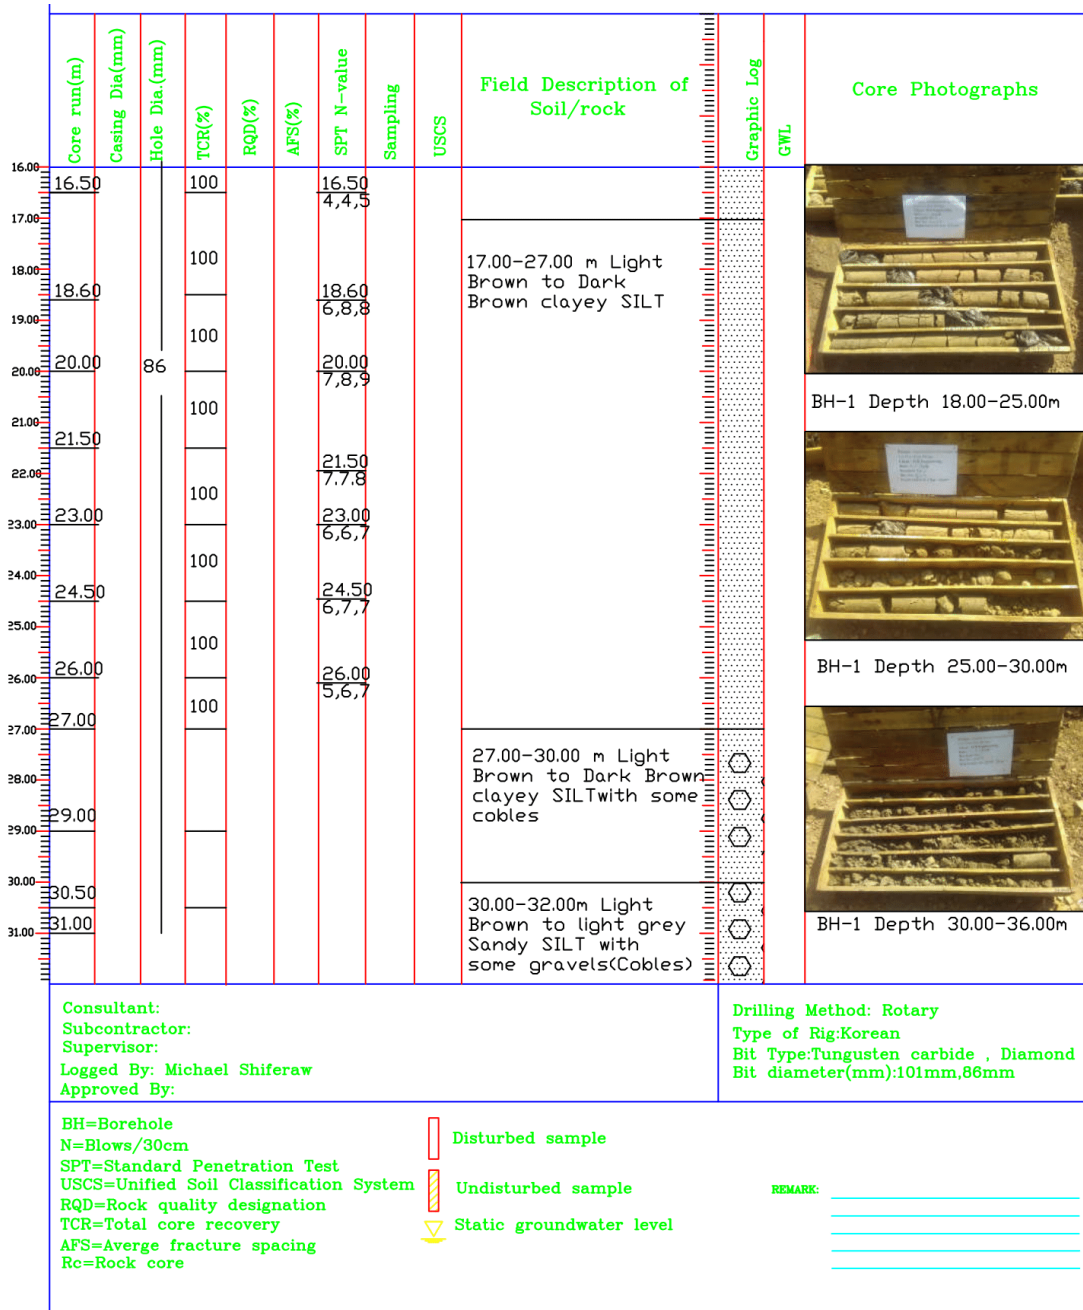 Core run(m)
Casing Dia(mm)
Hole Dia.(mm)
TCR(%)
RQD(%)
AFS(%)
SPT N-value
Sampling
USCS
Field Description of
Soil/rock
Graphic Log
GWL
Core Photographs
16.00
16.50
100
16.50
4,4,5
17.00
17.00-27.00 m Light
Brown to Dark
Brown clayey SILT
100
18.00
18.60
18.60
6,8,8
19.00
100
20.00
86
20.00
7,8,9
20.00
BH-1 Depth 18.00-25.00m
100
21.00
21.50
21.50
7.7.8
22.00
100
23.00
23.00
23.00
6,6,7
100
24.00
24.50
24.50
6,7,7
25.00
100
26.00
26.00
26.00
5,6,7
BH-1 Depth 25.00-30.00m
100
27.00
27.00
27.00-30.00 m Light
Brown to Dark Brown
clayey SILTwith some
cobles
28.00
29.00
29.00
30.00
30.50
30.00-32.00m Light
Brown to light grey
Sandy SILT with
some gravels(Cobles)
31.00
31.00
BH-1 Depth 30.00-36.00m
Consultant:
Subcontractor:
Supervisor:
Logged By: Michael Shiferaw
Approved By:
Drilling Method: Rotary
Type of Rig:Korean
Bit Type:Tungusten carbide , Diamond
Bit diameter(mm):101mm,86mm
BH=Borehole
N=Blows/30cm
SPT=Standard Penetration Test
USCS=Unified Soil Classification System
RQD=Rock quality designation
TCR=Total core recovery
AFS=Averge fracture spacing
Rc=Rock core
Disturbed sample
Undisturbed sample
Static groundwater level
REMARK: